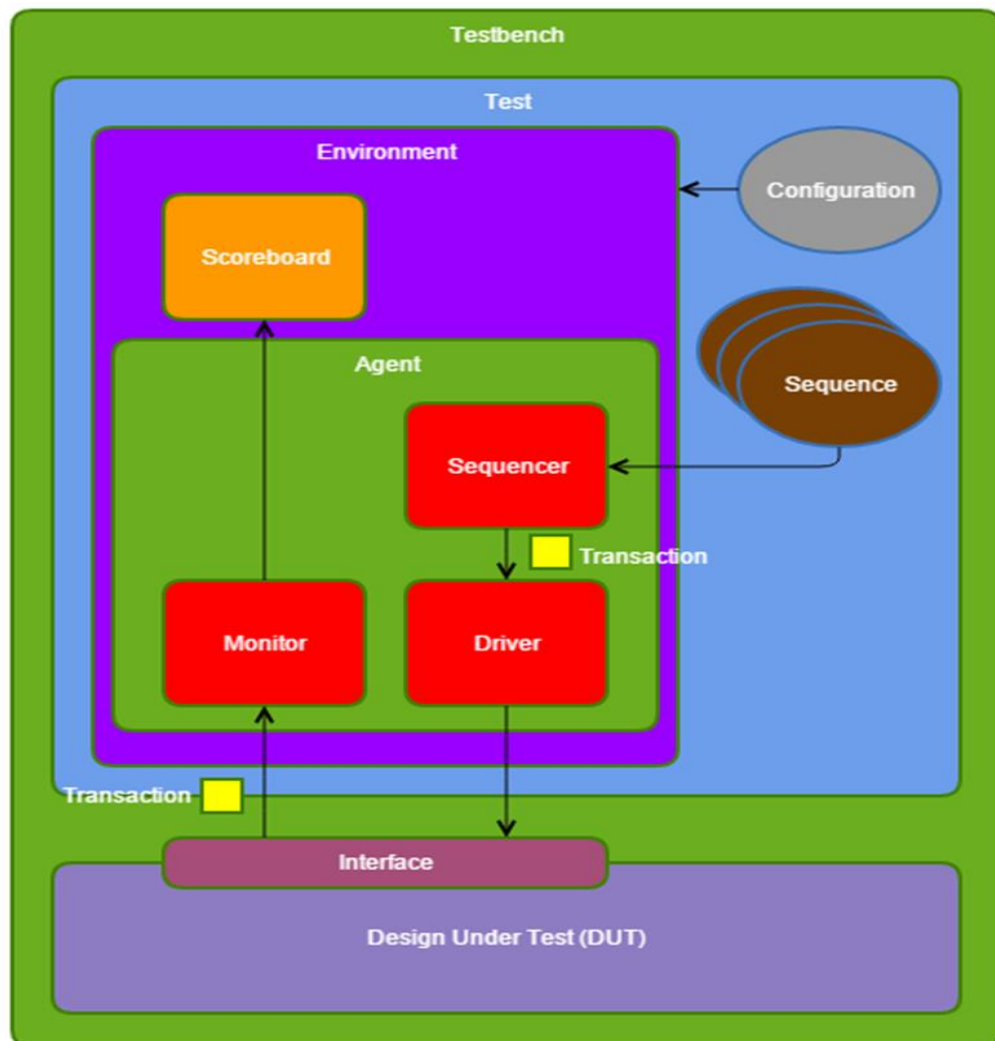 Testbench
Test
Environment
Configuration
Scoreboard
Agent
Sequence
Sequencer
Transaction
Monitor
Driver
Transaction
Interface
Design Under Test (DUT)